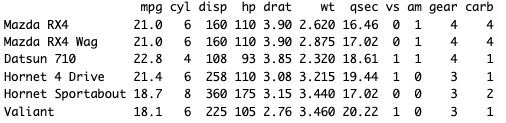 mpg cyl disp hp drat wt qsec vs am gear carb
Mazda RX4 21.0 6 160 110 3.90 2.620 16.46 0 1 4 4
Mazda RX4 Wag 21.0 6 160 110 3.90 2.875 17.02 0 1 4 4
Datsun 710 22.8 4 108 93 3.85 2.320 18.61 1 1 4 1
Hornet 4 Drive 21.4 6 258 110 3.08 3.215 19.44 1 0 3 1
Hornet Sportabout 18.7 8 360 175 3.15 3.440 17.02 0 0 3 2
Valiant 18.1 6 225 105 2.76 3.460 20.22 1 0 3 1